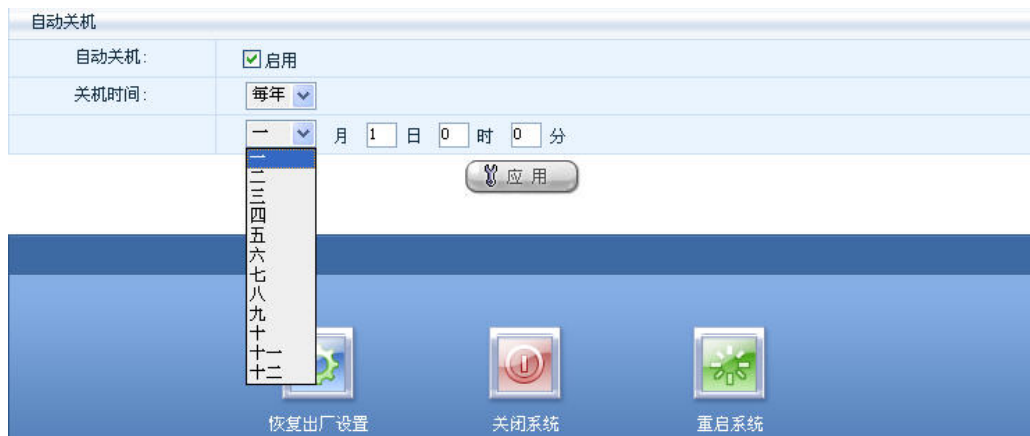 自动关机
自动关机: 启用
关机时间: 每年
一 月 1 日 0 时 0 分
一
二
三
四
五
六
七
八
九
十
十一
十二
应 用
恢复出厂设置 关闭系统 重启系统